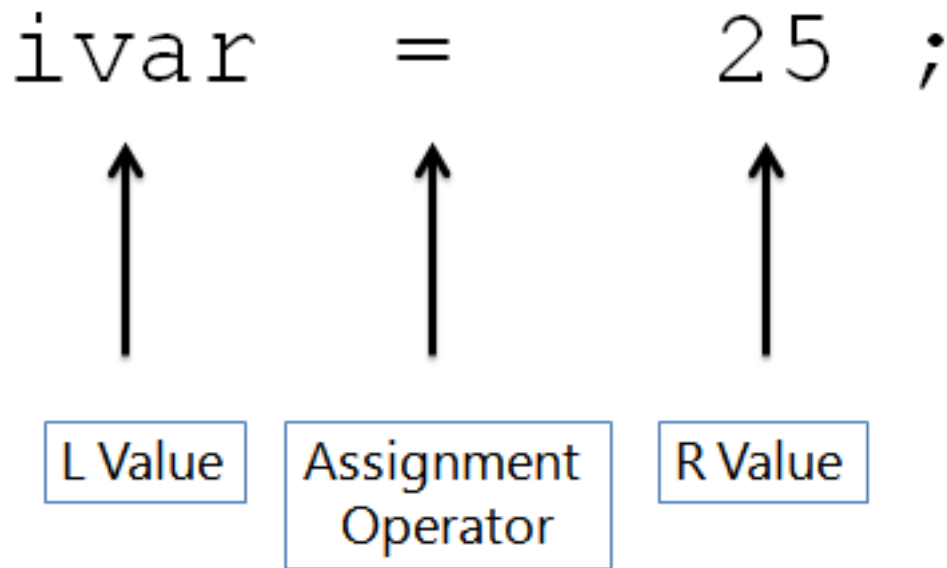 ivar = 25 ;
L Value
Assignment
Operator
R Value